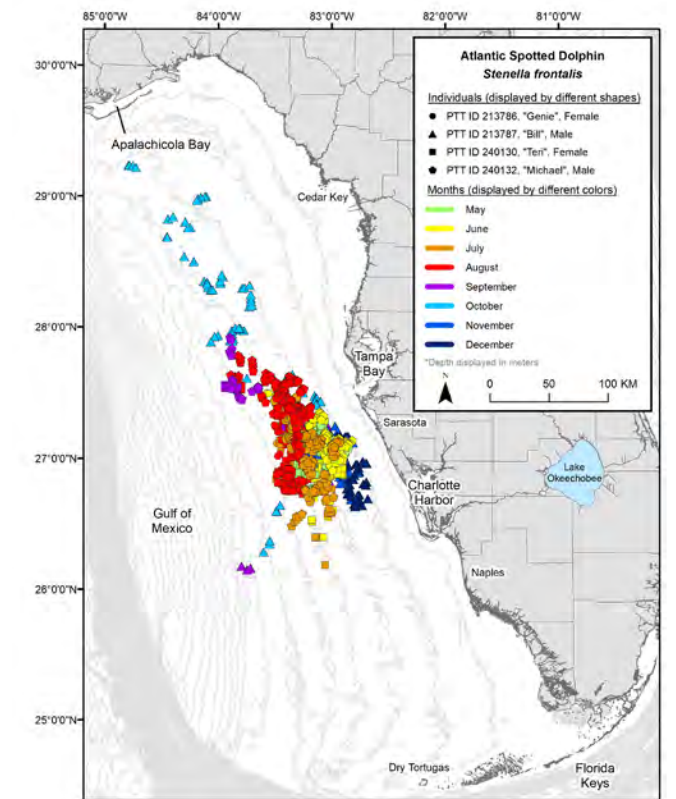 85°0'0"W 84°0'0"W 83°0'0"W 82°0'0"W 81°0'0"W
30°0'0"N
29°0'0"N
28°0'0"N
27°0'0"N
26°0'0"N
25°0'0"N
Atlantic Spotted Dolphin
Stenella frontalis
Individuals (displayed by different shapes)
PTT ID 213786, "Genie", Female
PTT ID 213787, "Bill", Male
PTT ID 240130, "Teri", Female
PTT ID 240132, "Michael", Male
Months (displayed by different colors)
May
June
July
August
September
October
November
December
*Depth displayed in meters
N
0 50 100 KM
Apalachicola Bay
Cedar Key
Tampa
Bay
Sarasota
Lake
Okeechobee
Charlotte
Harbor
Gulf of
Mexico
Naples
Dry Tortugas
Florida
Keys